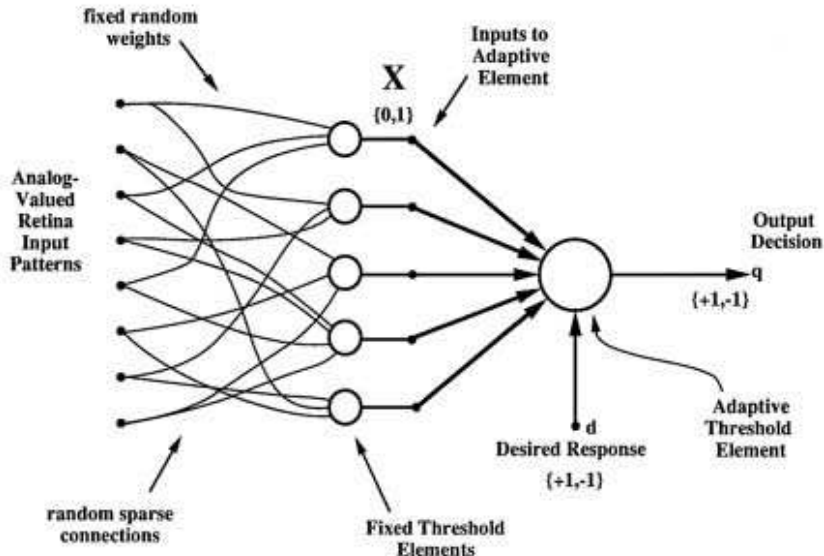 fixed random
weights
X
{0,1}
Inputs to
Adaptive
Element
Analog-
Valued
Retina
Input
Patterns
Output
Decision
q
{+1,-1}
d
Desired Response
{+1,-1}
Adaptive
Threshold
Element
random sparse
connections
Fixed Threshold
Elements